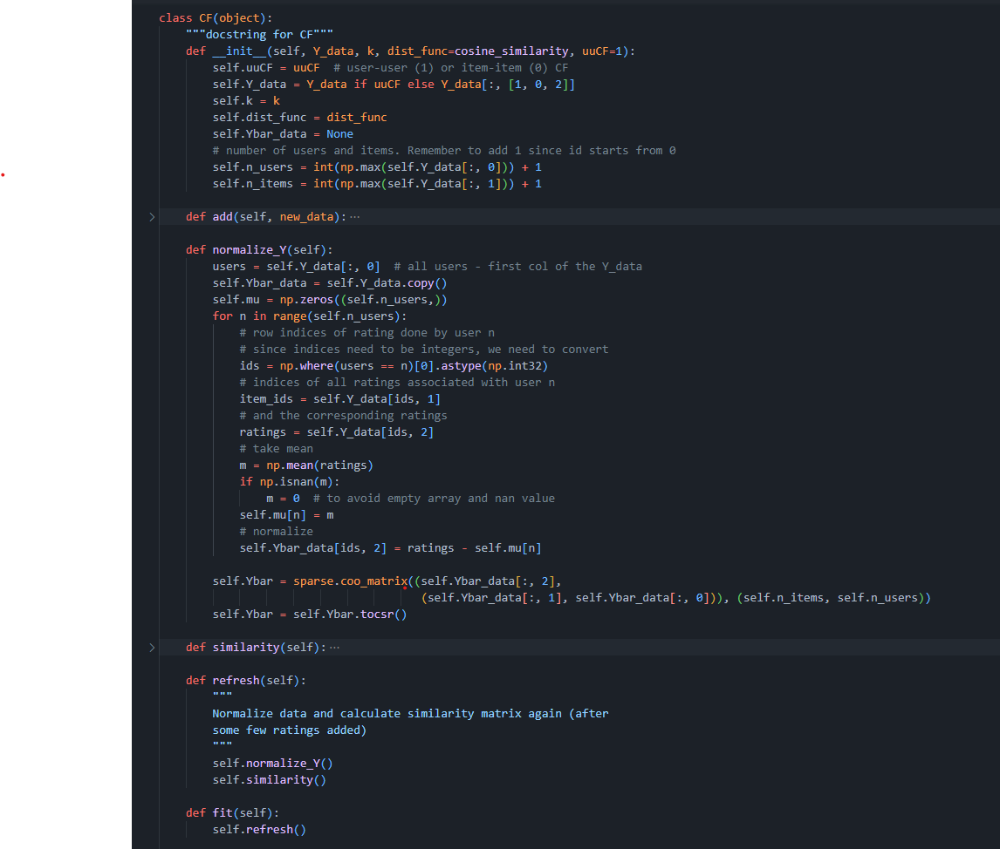 class CF(object):
"""docstring for CF"""
def __init__(self, Y_data, k, dist_func=cosine_similarity, uuCF=1):
self.uuCF = uuCF  # user-user (1) or item-item (0) CF
self.Y_data = Y_data if uuCF else Y_data[:, [1, 0, 2]]
self.k = k
self.dist_func = dist_func
self.Ybar_data = None
# number of users and items. Remember to add 1 since id starts from 0
self.n_users = int(np.max(self.Y_data[:, 0])) + 1
self.n_items = int(np.max(self.Y_data[:, 1])) + 1
def add(self, new_data): ···
def normalize_Y(self):
users = self.Y_data[:, 0]  # all users - first col of the Y_data
self.Ybar_data = self.Y_data.copy()
self.mu = np.zeros((self.n_users,))
for n in range(self.n_users):
# row indices of rating done by user n
# since indices need to be integers, we need to convert
ids = np.where(users == n)[0].astype(np.int32)
# indices of all ratings associated with user n
item_ids = self.Y_data[ids, 1]
# and the corresponding ratings
ratings = self.Y_data[ids, 2]
# take mean
m = np.mean(ratings)
if np.isnan(m):
m = 0  # to avoid empty array and nan value
self.mu[n] = m
# normalize
self.Ybar_data[ids, 2] = ratings - self.mu[n]
self.Ybar = sparse.coo_matrix((self.Ybar_data[:, 2],
(self.Ybar_data[:, 1], self.Ybar_data[:, 0])), (self.n_items, self.n_users))
self.Ybar = self.Ybar.tocsr()
def similarity(self): ···
def refresh(self):
"""
Normalize data and calculate similarity matrix again (after
some few ratings added)
"""
self.normalize_Y()
self.similarity()
def fit(self):
self.refresh()